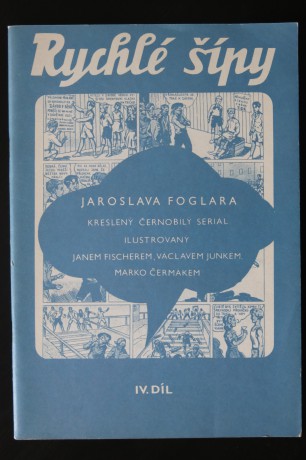 Rychlé šípy
JAROSLAVA FOGLARA
KRESLENÝ ČERNOBÍLÝ SERIÁL
ILUSTROVANÝ
JANEM FISCHEREM, VÁCLAVEM JUNKEM,
MARKO ČERMÁKEM
IV. DÍL